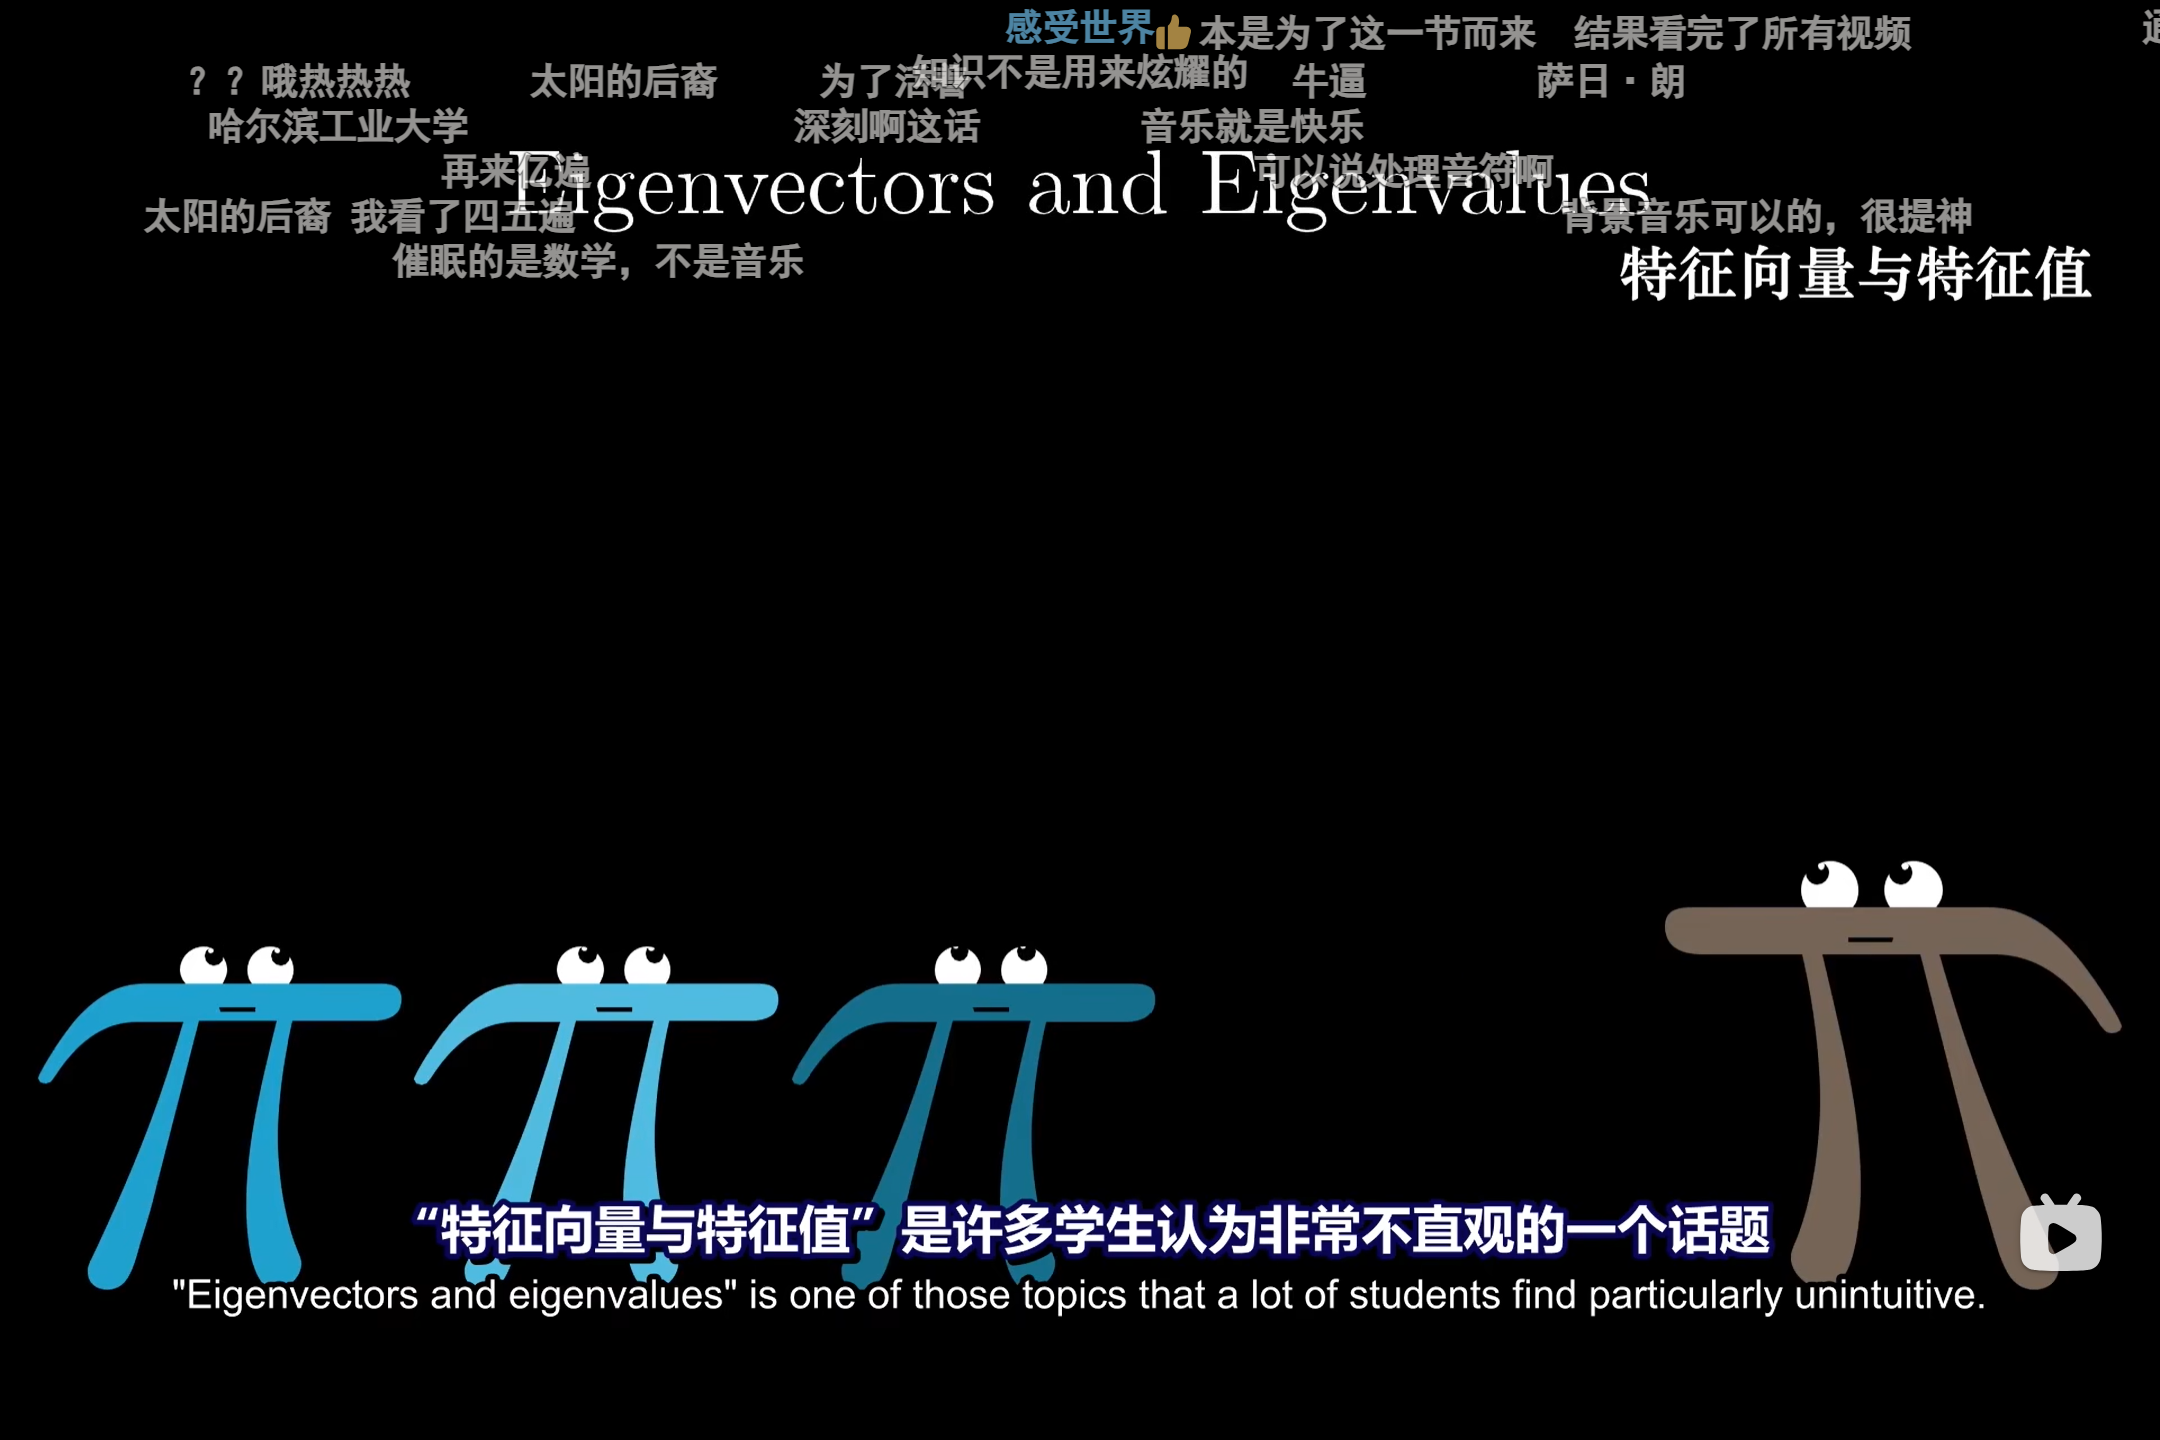 感受世界 本是为了这一节而来 结果看完了所有视频
？？哦热热热 太阳的后裔 为了活着 知识不是用来炫耀的 牛逼 萨日·朗
哈尔滨工业大学 深刻啊这话 音乐就是快乐
再来亿遍 可以说处理音符啊
Eigenvectors and Eigenvalues
太阳的后裔 我看了四五遍 背景音乐可以的，很提神
催眠的是数学，不是音乐
特征向量与特征值
“特征向量与特征值”是许多学生认为非常不直观的一个话题
"Eigenvectors and eigenvalues" is one of those topics that a lot of students find particularly unintuitive.